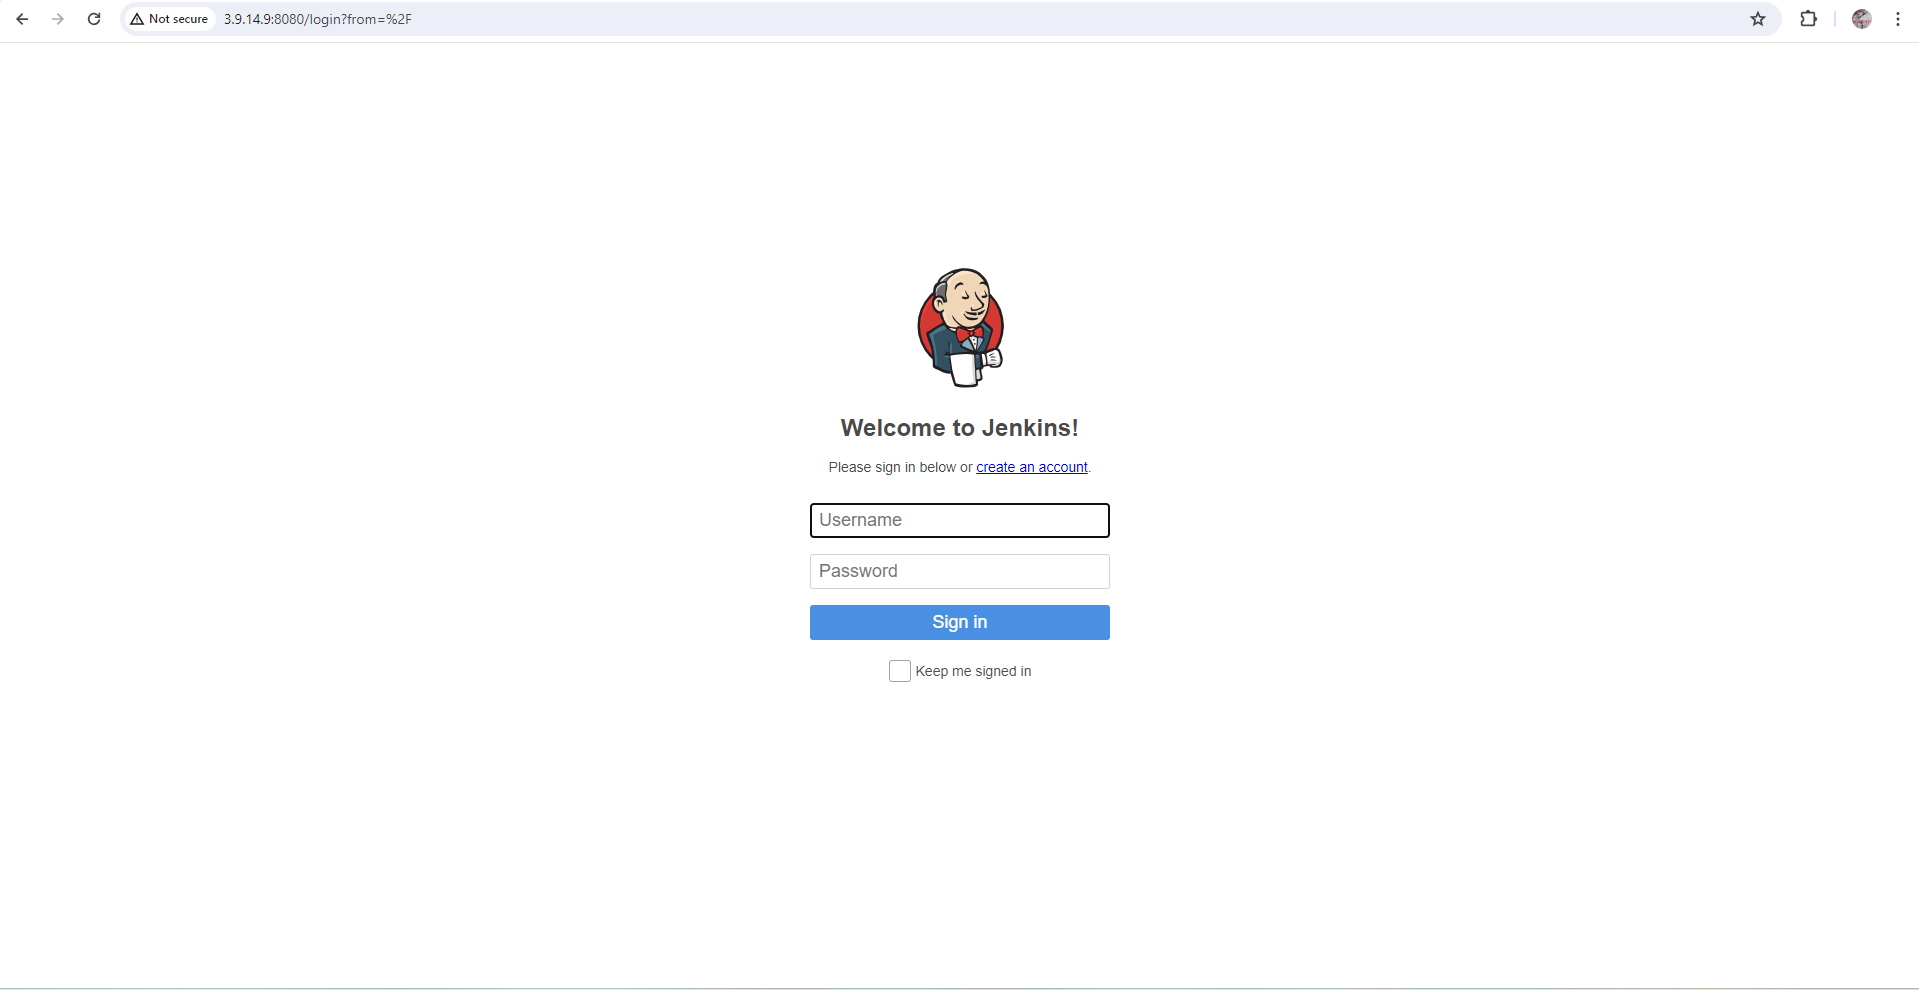 Not secure 3.9.14.9:8080/login?from=%2F
Welcome to Jenkins!
Please sign in below or create an account.
Username
Password
Sign in
Keep me signed in